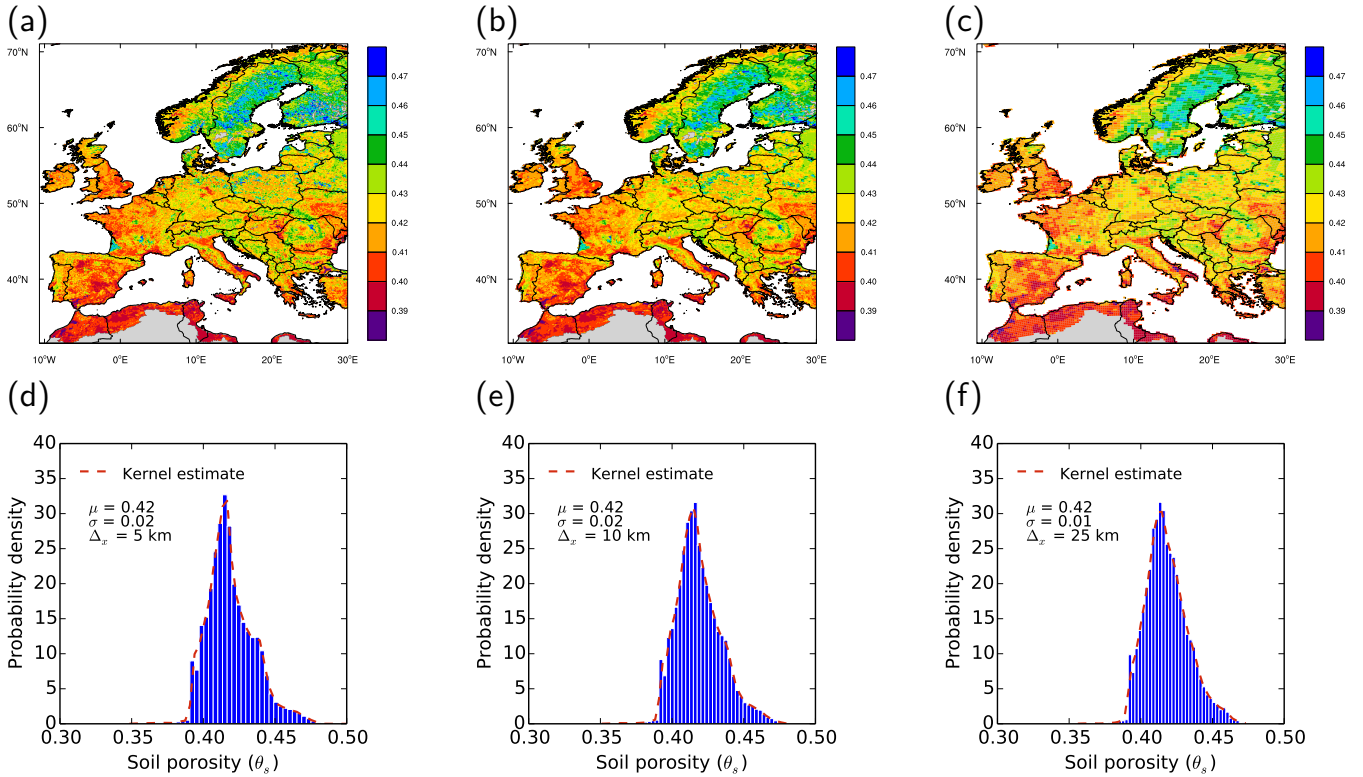 (a)
(b)
(c)
70°N
60°N
50°N
40°N
10°W
0°E
10°E
20°E
30°E
0.47
0.46
0.45
0.44
0.43
0.42
0.41
0.40
0.39
70°N
60°N
50°N
40°N
10°W
0°E
10°E
20°E
30°E
0.47
0.46
0.45
0.44
0.43
0.42
0.41
0.40
0.39
70°N
60°N
50°N
40°N
10°W
0°E
10°E
20°E
30°E
0.47
0.46
0.45
0.44
0.43
0.42
0.41
0.40
0.39
(d)
(e)
(f)
Probability density
40
35
30
25
20
15
10
5
0
Kernel estimate
μ = 0.42
σ = 0.02
Δx = 5 km
0.30 0.35 0.40 0.45 0.50
Soil porosity (θs)
Probability density
40
35
30
25
20
15
10
5
0
Kernel estimate
μ = 0.42
σ = 0.02
Δx = 10 km
0.30 0.35 0.40 0.45 0.50
Soil porosity (θs)
Probability density
40
35
30
25
20
15
10
5
0
Kernel estimate
μ = 0.42
σ = 0.01
Δx = 25 km
0.30 0.35 0.40 0.45 0.50
Soil porosity (θs)